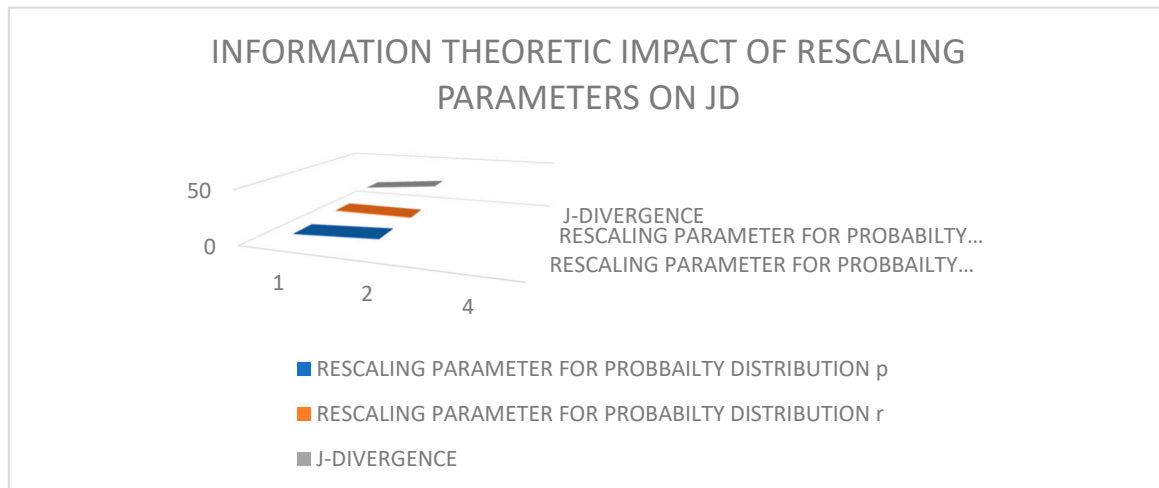 INFORMATION THEORETIC IMPACT OF RESCALING
PARAMETERS ON JD
50
0
1
2
4
J-DIVERGENCE
RESCALING PARAMETER FOR PROBABILTY...
RESCALING PARAMETER FOR PROBBAILTY...
RESCALING PARAMETER FOR PROBBAILTY DISTRIBUTION p
RESCALING PARAMETER FOR PROBABILTY DISTRIBUTION r
J-DIVERGENCE